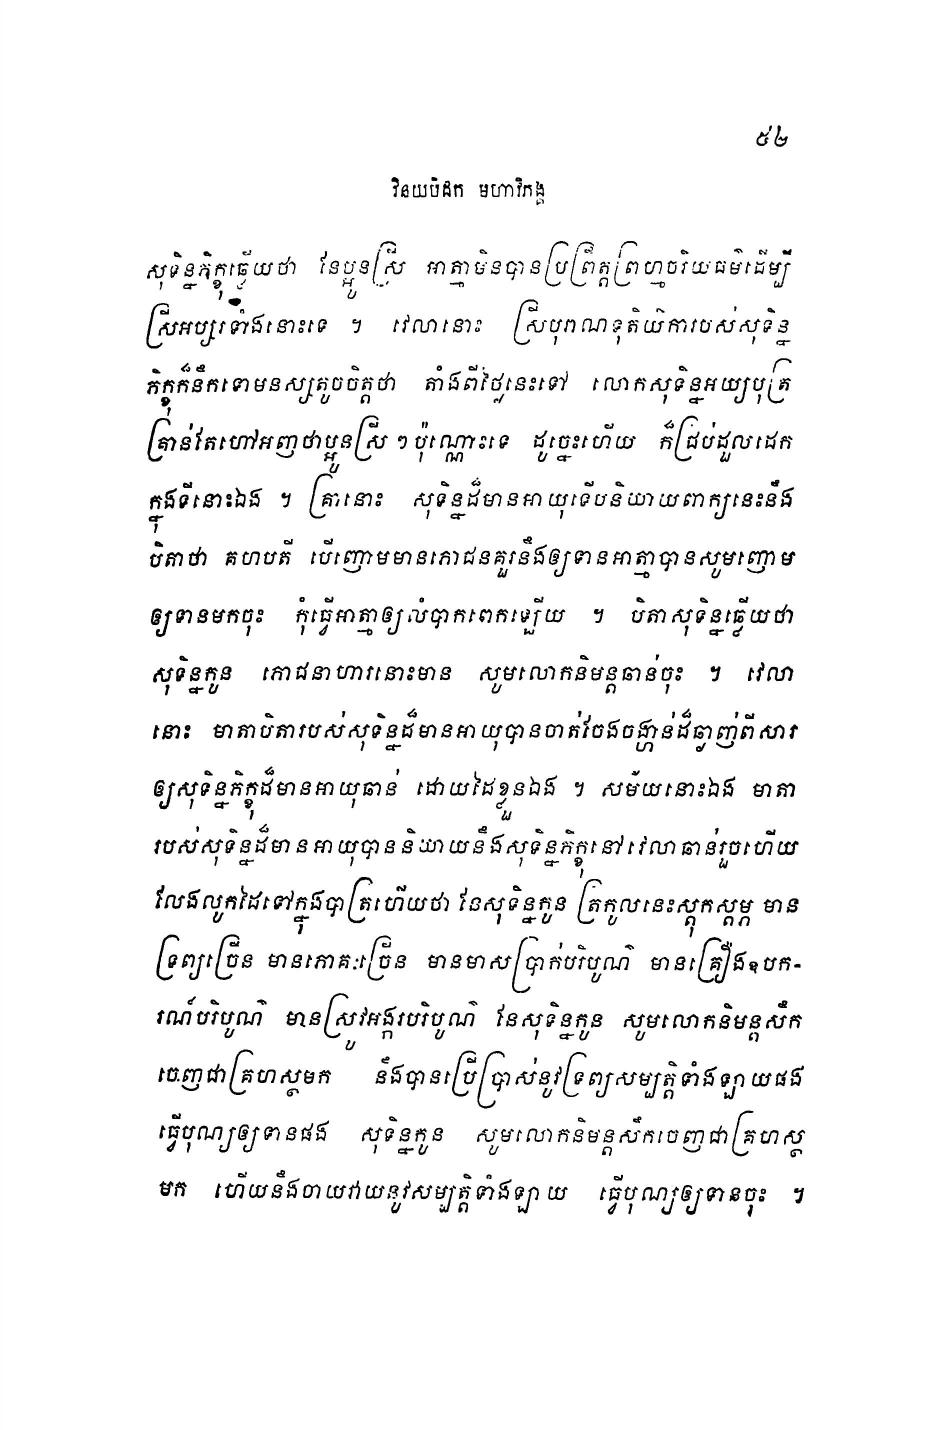 ៥៤
វិនយបិដក មហាវិភង្គ
សុទិន្នភិក្ខុឆ្លើយថា នែប្អូនស្រី អាត្មាមិនបានប្រព្រឹត្តព្រហ្មចរិយធម៌ដើម្បី
ស្រីអប្សរទាំងនោះទេ ។ វេលានោះ ស្រីបុរាណទុតិយិការបស់សុទិន្ន
ភិក្ខុក៏នឹកទោមនស្សតូចចិត្តថា តាំងពីថ្ងៃនេះទៅ លោកសុទិន្នអយ្យបុត្រ
គ្រាន់តែហៅអញថាប្អូនស្រី ៗ ប៉ុណ្ណោះទេ ដូច្នេះហើយ ក៏ជ្រប់ដួលដេក
ក្នុងទីនោះឯង ។ គ្រានោះ សុទិន្នដ៏មានអាយុទើបនិយាយពាក្យនេះនឹង
បិតាថា គហបតី បើញោមមានភោជនគួរនឹងឲ្យទានអាត្មាបានសូមញោម
ឲ្យទានមកចុះ កុំធ្វើអាត្មាឲ្យលំបាកពេកឡើយ ។ បិតាសុទិន្នឆ្លើយថា
សុទិន្នកូន ភោជនាហារនោះមាន សូមលោកនិមន្តឆាន់ចុះ ។ វេលា
នោះ មាតាបិតារបស់សុទិន្នដ៏មានអាយុបានចាត់ចែងចង្ហាន់ដ៏ឆ្ងាញ់ពីសារ
ឲ្យសុទិន្នភិក្ខុដ៏មានអាយុឆាន់ ដោយដៃខ្លួនឯង ។ សម័យនោះឯង មាតា
របស់សុទិន្នដ៏មានអាយុបាននិយាយនឹងសុទិន្នភិក្ខុនៅវេលាឆាន់រួចហើយ
លែងលូកដៃទៅក្នុងបាត្រហើយថា នែសុទិន្នកូន ត្រកូលនេះស្តុកស្តម្ភ មាន
ទ្រព្យច្រើន មានភោគៈច្រើន មានមាសប្រាក់បរិបូណ៌ មានគ្រឿងឧបក-
រណ៍បរិបូណ៌ មានស្រូវអង្ករបរិបូណ៌ នែសុទិន្នកូន សូមលោកនិមន្តសឹក
ចេញជាគ្រហស្ថមក នឹងបានប្រើប្រាស់នូវទ្រព្យសម្បត្តិទាំងឡាយផង
ធ្វើបុណ្យឲ្យទានផង សុទិន្នកូន សូមលោកនិមន្តសឹកចេញជាគ្រហស្ថ
មក ហើយនឹងចាយវាយនូវសម្បត្តិទាំងឡាយ ធ្វើបុណ្យឲ្យទានចុះ ។